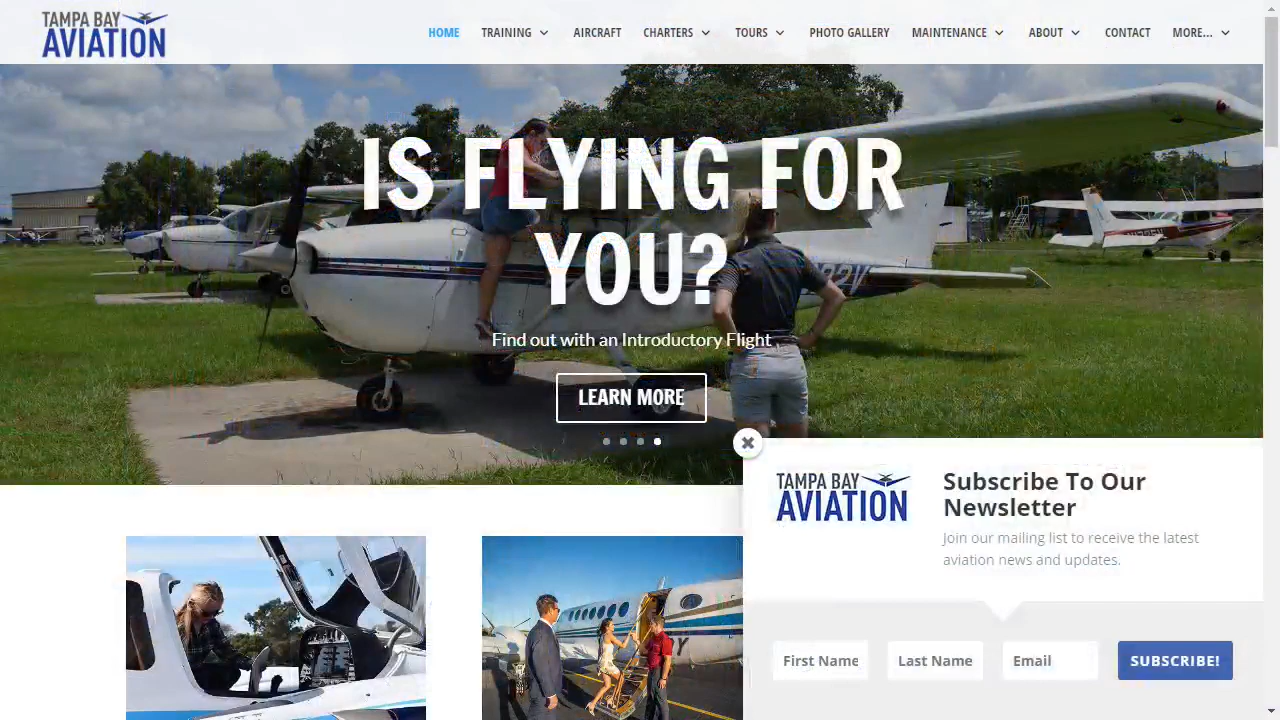 TAMPA BAY
AVIATION
HOME TRAINING AIRCRAFT CHARTERS TOURS PHOTO GALLERY MAINTENANCE ABOUT CONTACT MORE...
IS FLYING FOR
YOU?
Find out with an Introductory Flight
LEARN MORE
TAMPA BAY
AVIATION
Subscribe To Our
Newsletter
Join our mailing list to receive the latest
aviation news and updates.
First Name Last Name Email SUBSCRIBE!